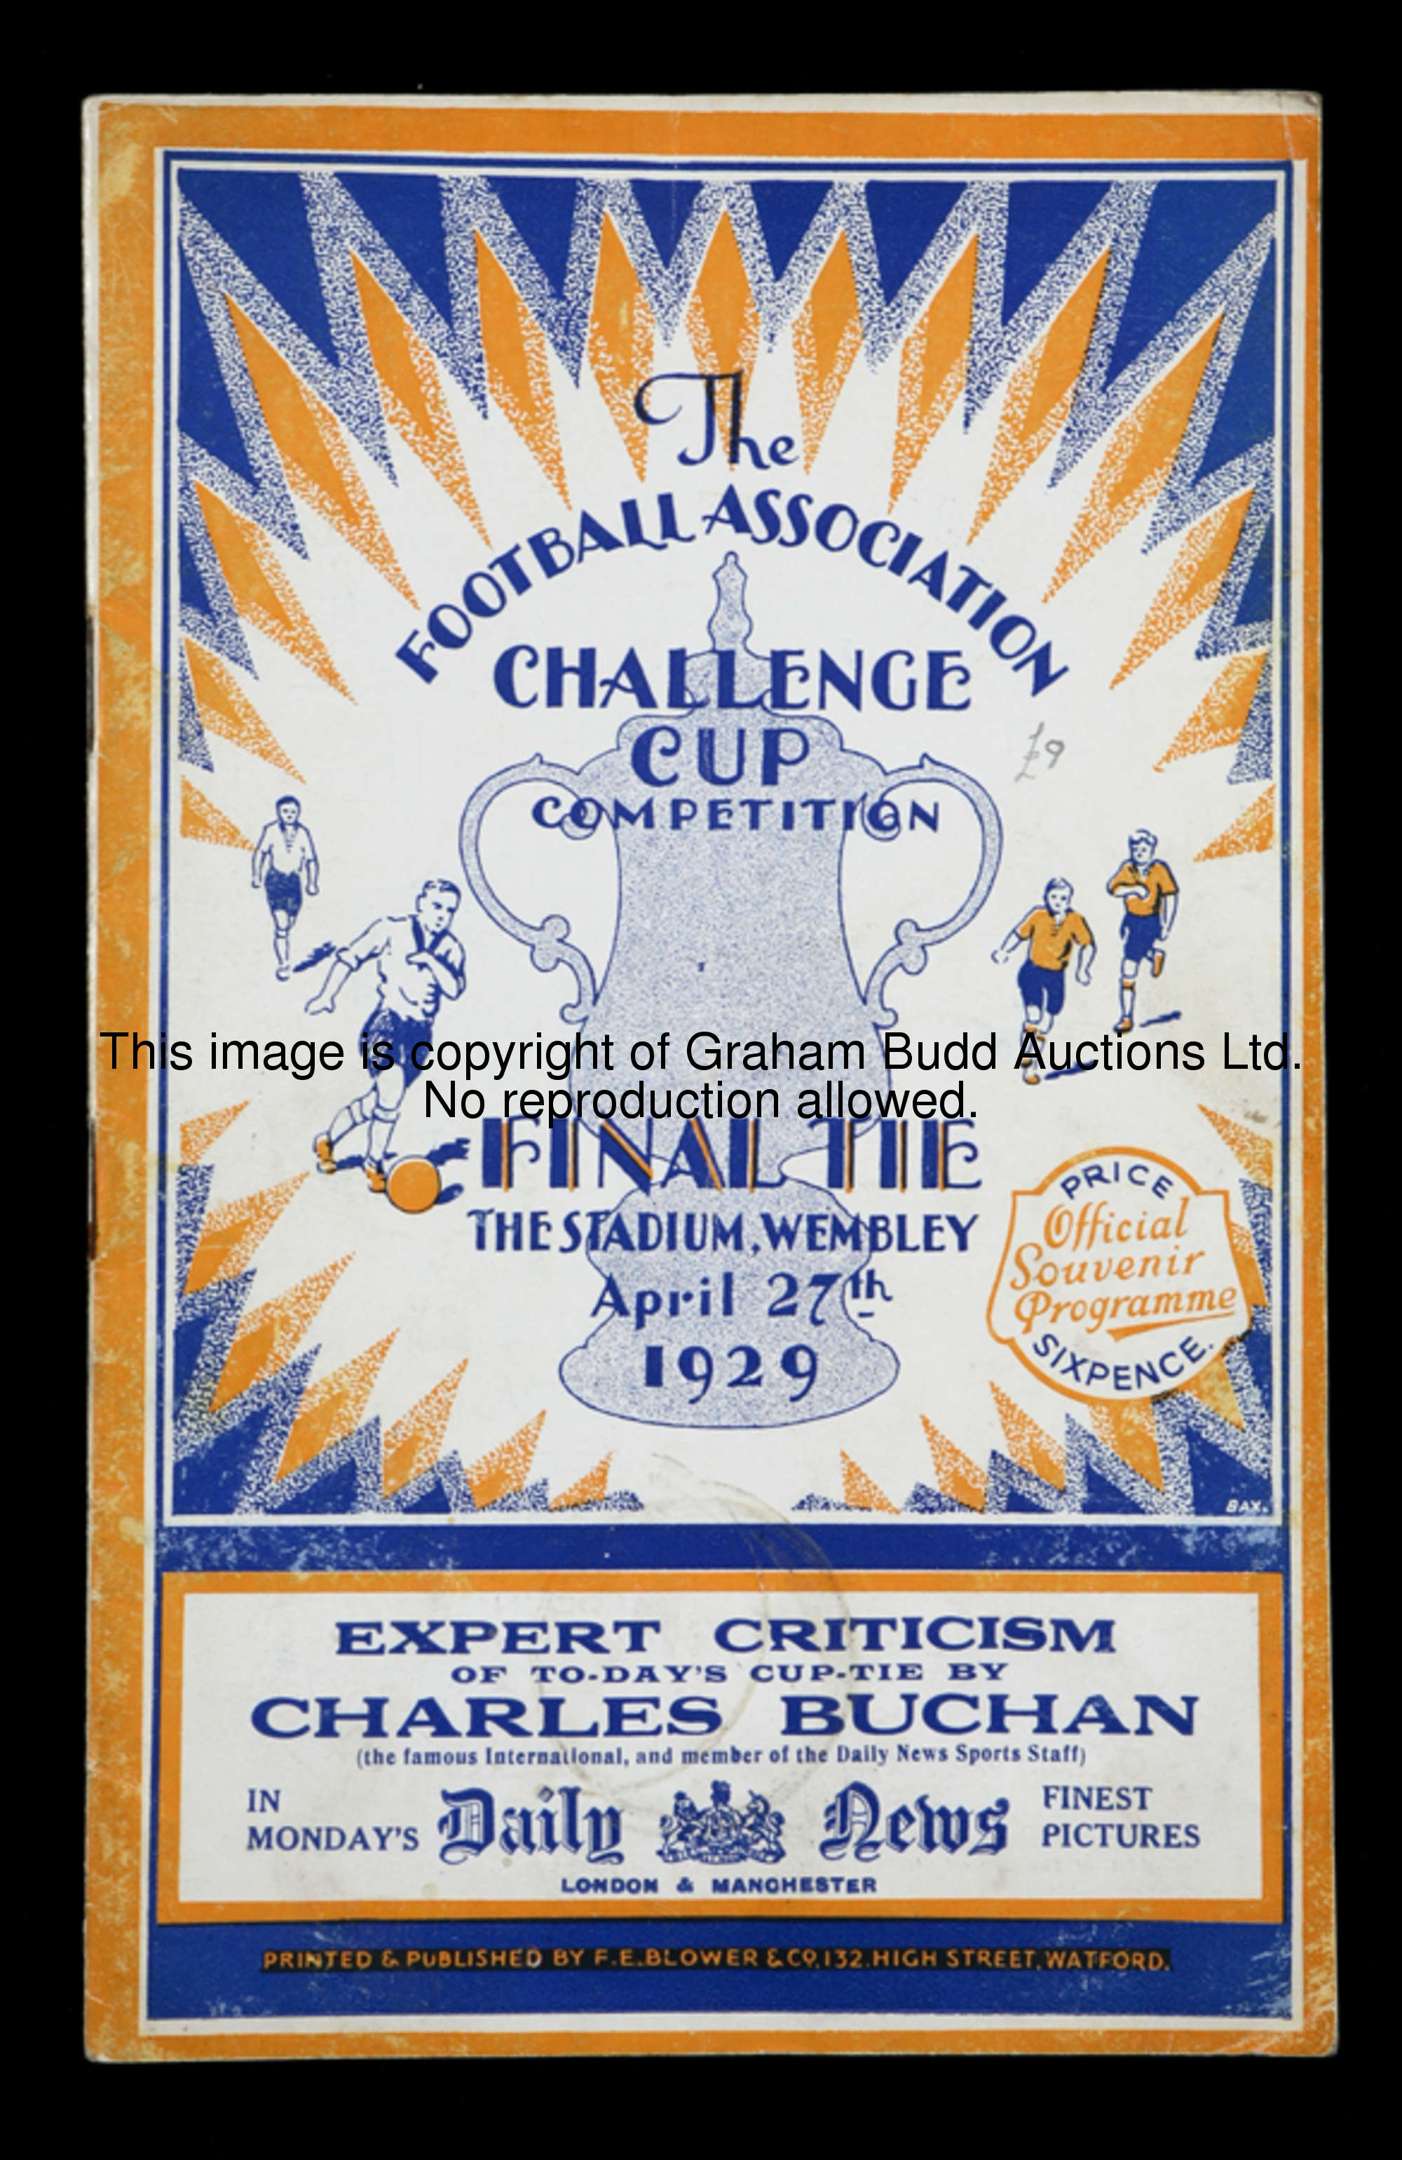 The
FOOTBALL ASSOCIATION
CHALLENGE
CUP
COMPETITION
£9
This image is copyright of Graham Budd Auctions Ltd.
No reproduction allowed.
FINAL TIE
THE STADIUM, WEMBLEY
April 27th
1929
PRICE
Official
Souvenir
Programme
SIXPENCE.
BAX.
EXPERT CRITICISM
OF TO-DAY'S CUP-TIE BY
CHARLES BUCHAN
(the famous International, and member of the Daily News Sports Staff)
IN
MONDAY'S
Daily News
FINEST
PICTURES
LONDON & MANCHESTER
PRINTED & PUBLISHED BY F.E.BLOWER & CO, 132, HIGH STREET, WATFORD.